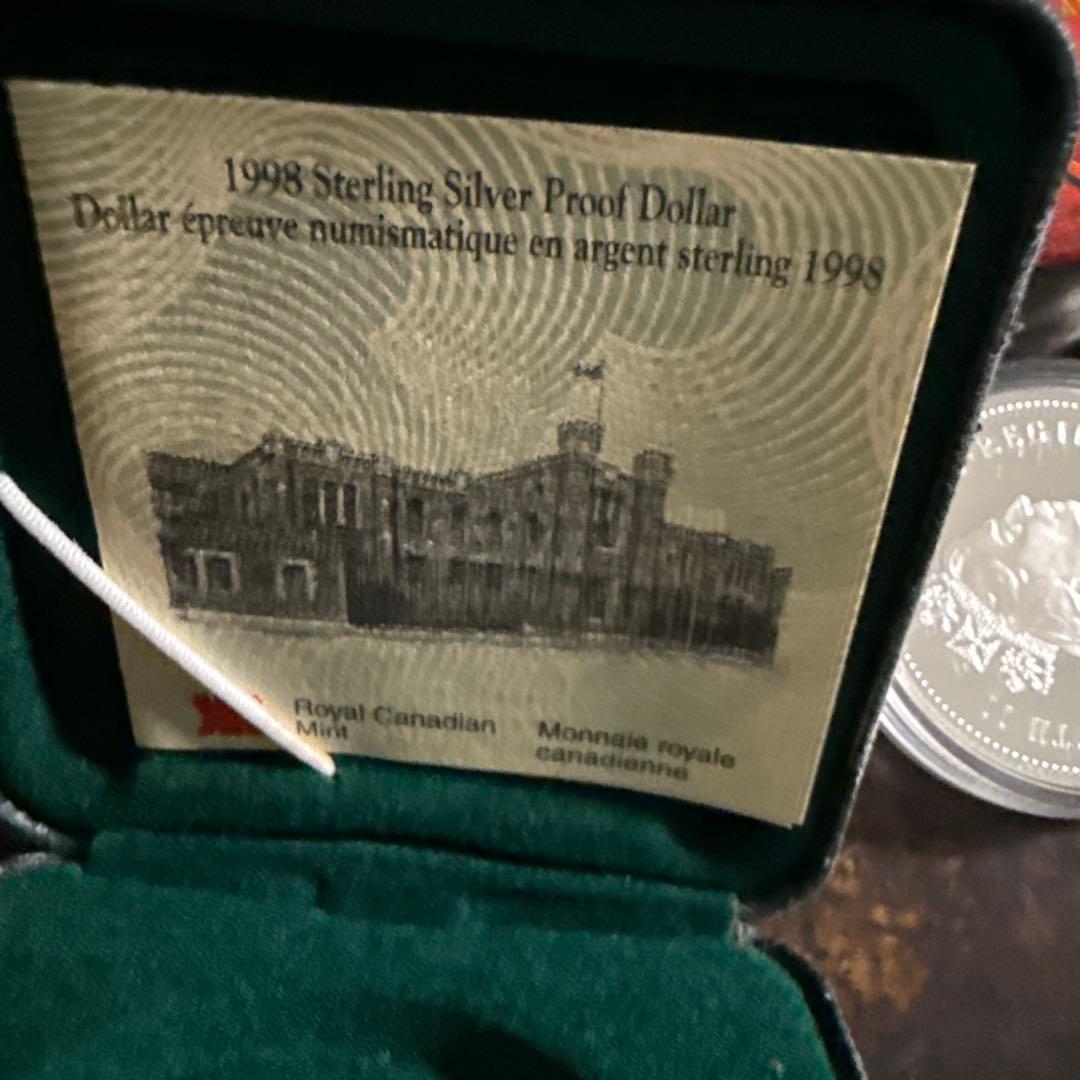 1998 Sterling Silver Proof Dollar
Dollar épreuve numismatique en argent sterling 1998
Royal Canadian
Mint
Monnaie royale
canadienne